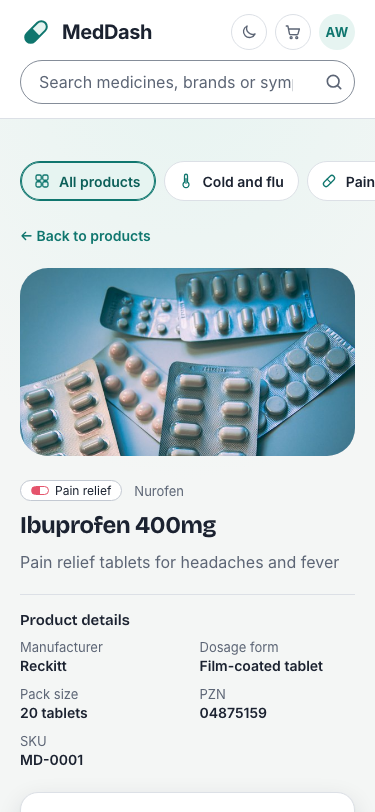 MedDash
AW
Search medicines, brands or sym
All products
Cold and flu
Pain
← Back to products
Pain relief
Nurofen
Ibuprofen 400mg
Pain relief tablets for headaches and fever
Product details
Manufacturer
Dosage form
Reckitt
Film-coated tablet
Pack size
PZN
20 tablets
04875159
SKU
MD-0001